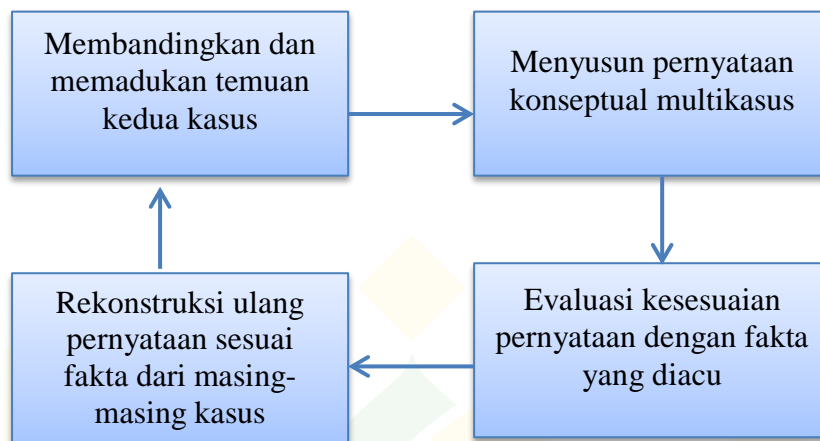 Membandingkan dan
memadukan temuan
kedua kasus
Menyusun pernyataan
konseptual multikasus
Evaluasi kesesuaian
pernyataan dengan fakta
yang diacu
Rekonstruksi ulang
pernyataan sesuai
fakta dari masing-
masing kasus